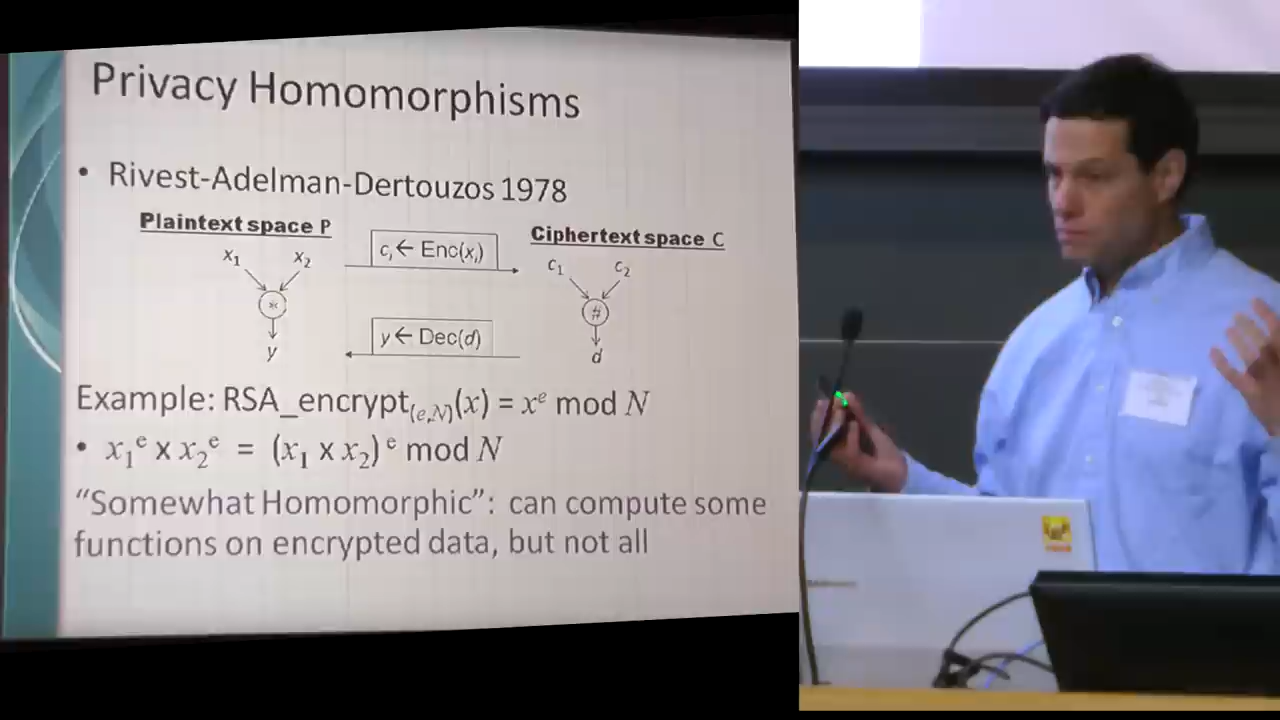 Privacy Homomorphisms
• Rivest-Adelman-Dertouzos 1978
Plaintext space P
Ciphertext space C
x₁ x₂
cᵢ ← Enc(xᵢ)
c₁ c₂
*
#
y ← Dec(d)
y
d
Example: RSA_encrypt₍ₑ,N₎(x) = xᵉ mod N
• x₁ᵉ x x₂ᵉ = (x₁ x x₂)ᵉ mod N
“Somewhat Homomorphic”: can compute some
functions on encrypted data, but not all